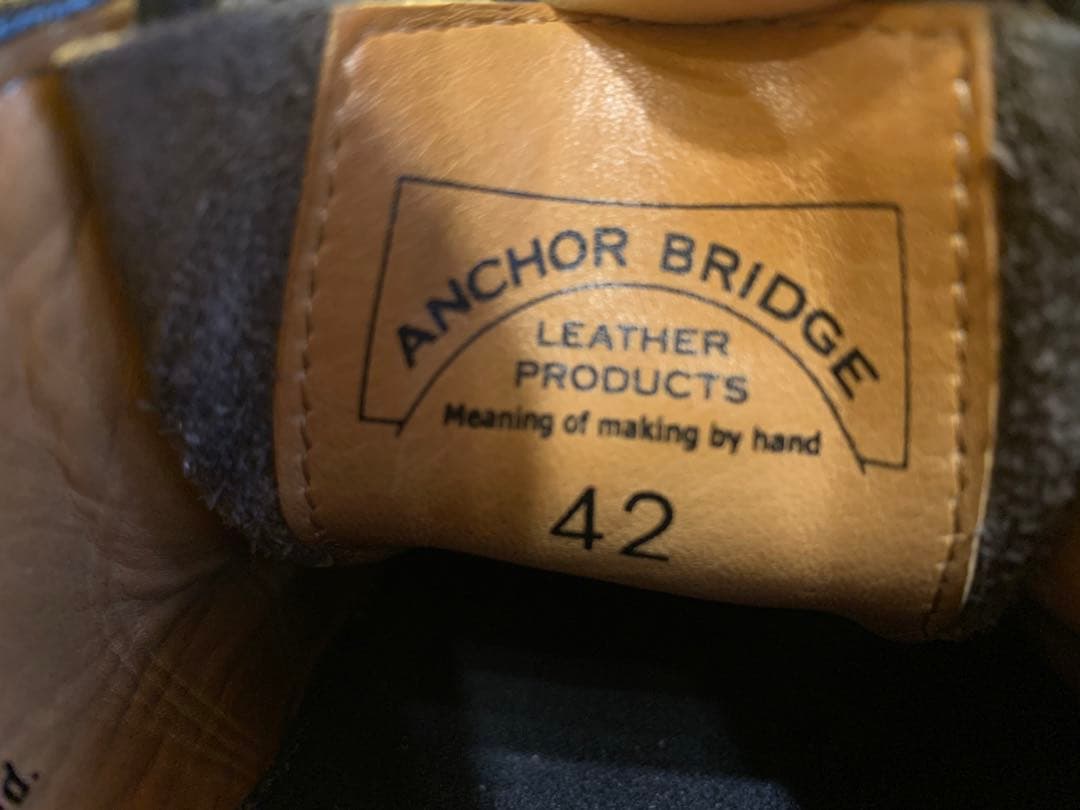 ANCHOR BRIDGE
LEATHER
PRODUCTS
Meaning of making by hand
42
d.